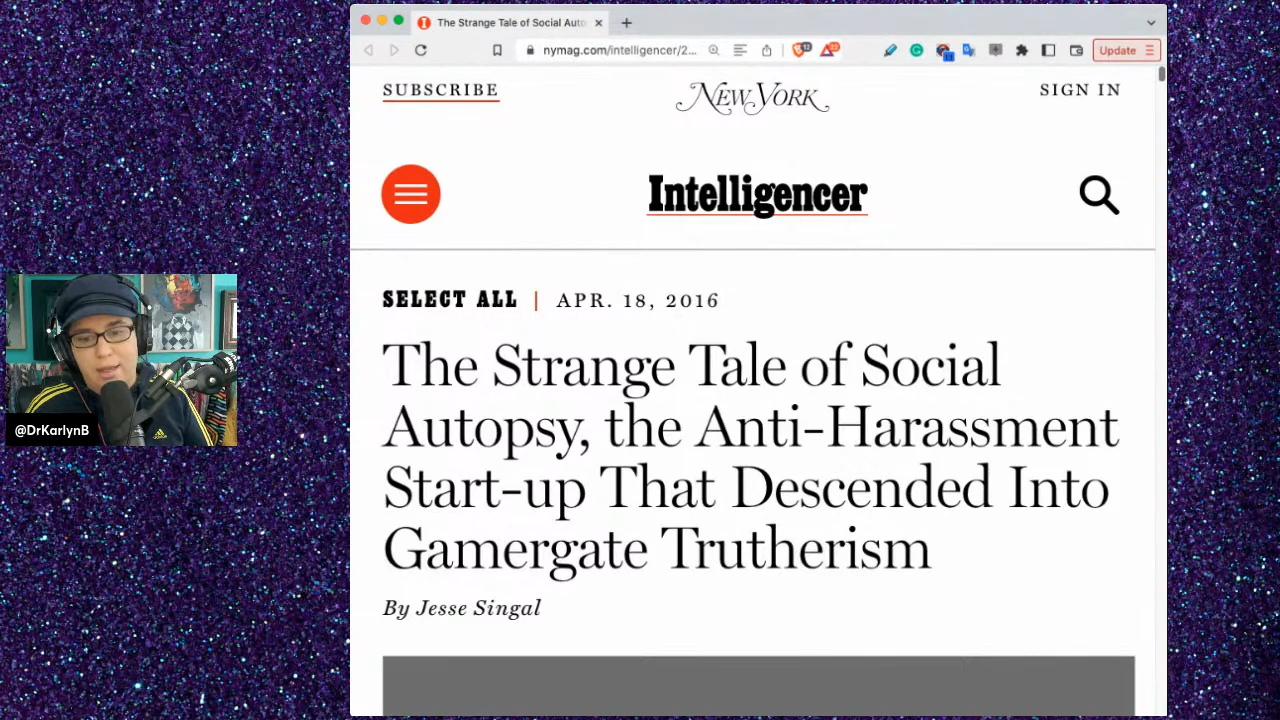 The Strange Tale of Social Auto
nymag.com/intelligencer/2...
Update
SUBSCRIBE
NEW YORK
SIGN IN
Intelligencer
SELECT ALL | APR. 18, 2016
The Strange Tale of Social
Autopsy, the Anti-Harassment
Start-up That Descended Into
Gamergate Trutherism
By Jesse Singal
@DrKarlynB